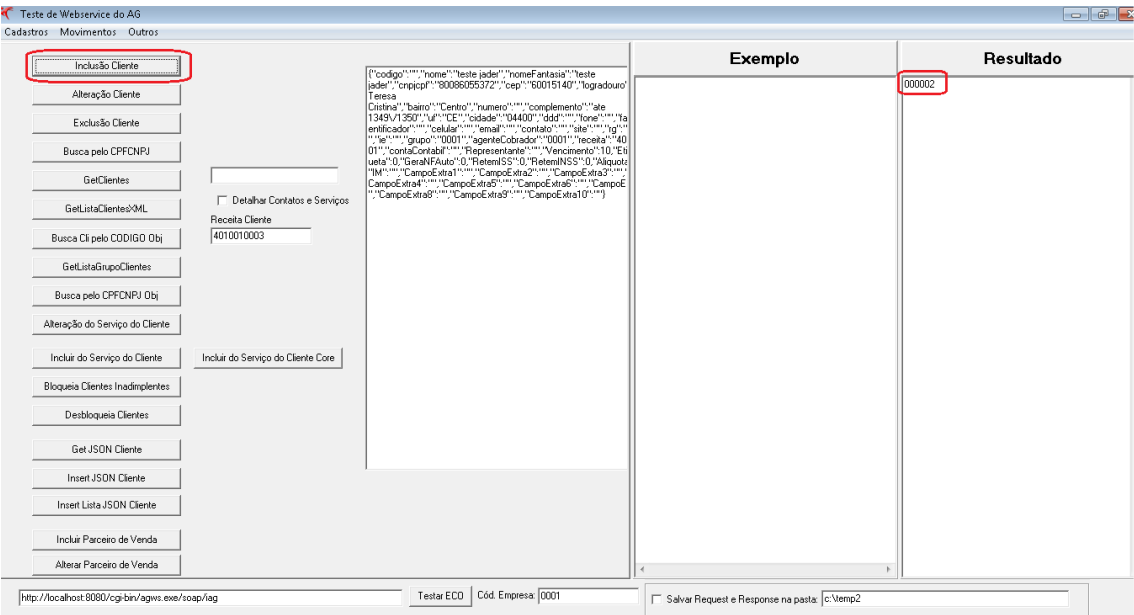 Teste de Webservice do AG
Cadastros Movimentos Outros
Inclusão Cliente
Alteração Cliente
Exclusão Cliente
Busca pelo CPFCNPJ
GetClientes
GetListaClientesXML
Busca Cli pelo CODIGO Obj
GetListaGrupoClientes
Busca pelo CPFCNPJ Obj
Alteração do Serviço do Cliente
Incluir do Serviço do Cliente
Incluir do Serviço do Cliente Core
Bloqueia Clientes Inadimplentes
Desbloqueia Clientes
Get JSON Cliente
Insert JSON Cliente
Insert Lista JSON Cliente
Incluir Parceiro de Venda
Alterar Parceiro de Venda
Detalhar Contatos e Serviços
Receita Cliente
4010010003
{"codigo":"","nome":"teste jader","nomeFantasia":"teste
jader","cnpjcpf":"80086055372","cep":"60015140","logradouro"
Teresa
Cristina","bairro":"Centro","numero":"","complemento":"ate
1349\/1350","uf":"CE","cidade":"04400","ddd":"","fone":"","fa
entificador":"","celular":"","email":"","contato":"","site":"","rg":"
","ie":"","grupo":"0001","agenteCobrador":"0001","receita":"40
01","contaContabil":"","Representante":"","Vencimento":10,"Eti
ueta":0,"GeraNFAuto":0,"RetemISS":0,"RetemINSS":0,"Aliquota
"IM":"","CampoExtra1":"","CampoExtra2":"","CampoExtra3":"","
CampoExtra4":"","CampoExtra5":"","CampoExtra6":"","CampoE
","CampoExtra8":"","CampoExtra9":"","CampoExtra10":""}
Exemplo
Resultado
000002
http://localhost:8080/cgi-bin/agws.exe/soap/iag
Testar ECO
Cód. Empresa: 0001
Salvar Request e Response na pasta: c:\temp2